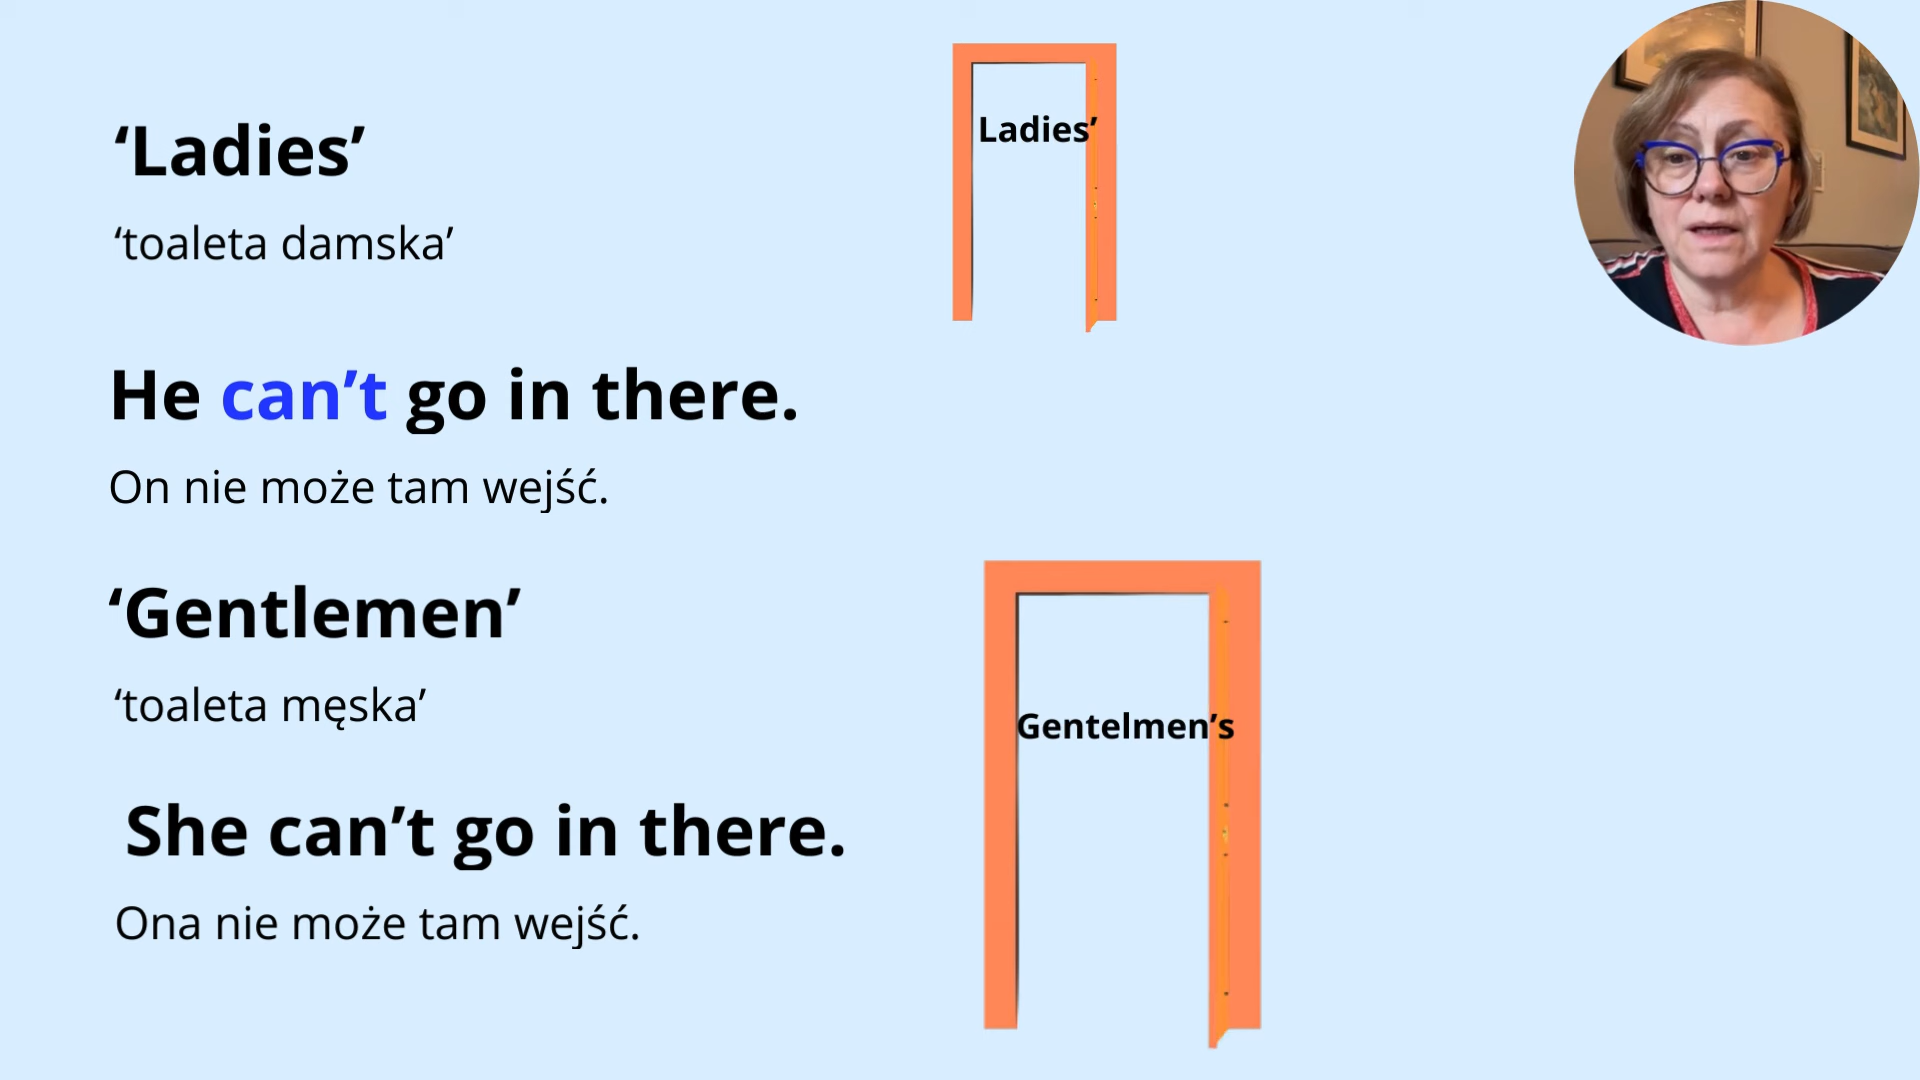 ‘Ladies’
‘toaleta damska’
Ladies’
He can’t go in there.
On nie może tam wejść.
‘Gentlemen’
‘toaleta męska’
Gentelmen’s
She can’t go in there.
Ona nie może tam wejść.